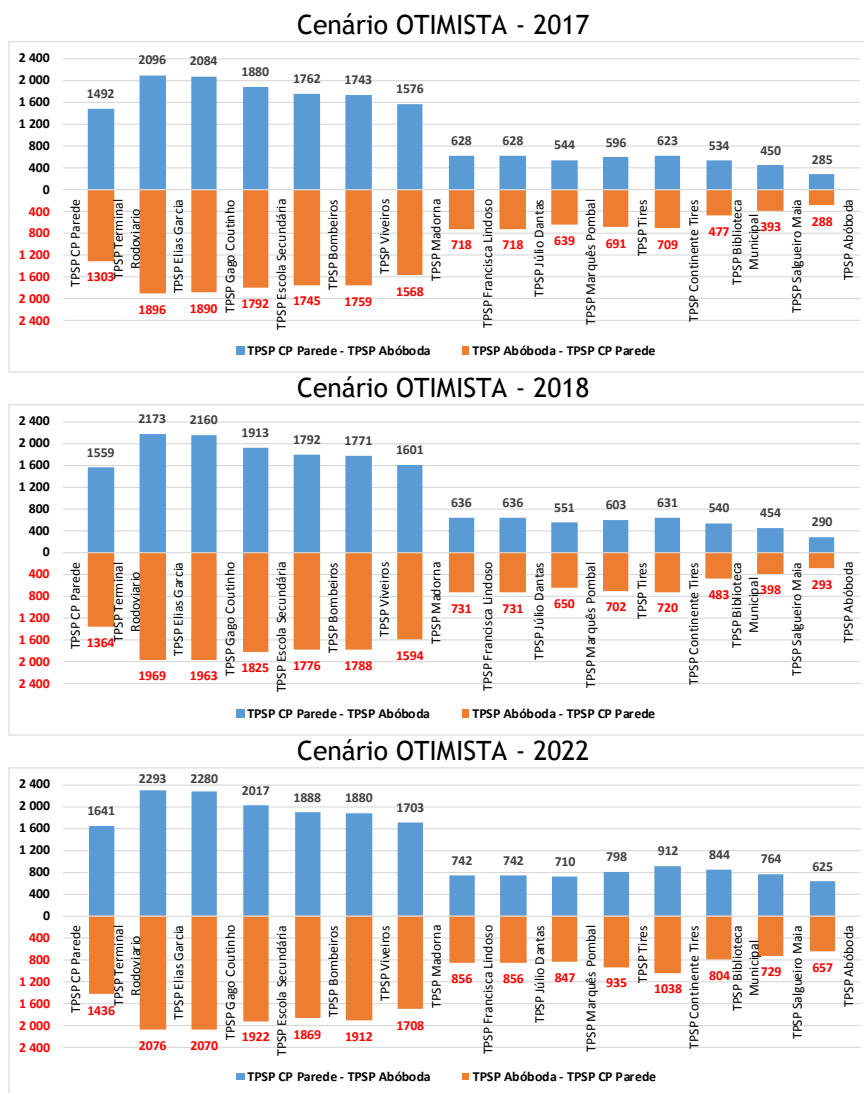 Cenário OTIMISTA - 2017
2 400
2 000
1 600
1 200
800
400
0
400
800
1 200
1 600
2 000
2 400
1492 2096 2084 1880 1762 1743 1576 628 628 544 596 623 534 450 285
1303 1896 1890 1792 1745 1759 1568 718 718 639 691 709 477 393 288
TPSP CP Parede
TPSP Terminal
Rodoviario
TPSP Elias Garcia
TPSP Gago Coutinho
TPSP Escola Secundária
TPSP Bombeiros
TPSP Viveiros
TPSP Madorna
TPSP Francisca Lindoso
TPSP Júlio Dantas
TPSP Marquês Pombal
TPSP Tires
TPSP Continente Tires
TPSP Biblioteca
Municipal
TPSP Salgueiro Maia
TPSP Abóboda
TPSP CP Parede - TPSP Abóboda TPSP Abóboda - TPSP CP Parede
Cenário OTIMISTA - 2018
2 400
2 000
1 600
1 200
800
400
0
400
800
1 200
1 600
2 000
2 400
1559 2173 2160 1913 1792 1771 1601 636 636 551 603 631 540 454 290
1364 1969 1963 1825 1776 1788 1594 731 731 650 702 720 483 398 293
TPSP CP Parede
TPSP Terminal
Rodoviario
TPSP Elias Garcia
TPSP Gago Coutinho
TPSP Escola Secundária
TPSP Bombeiros
TPSP Viveiros
TPSP Madorna
TPSP Francisca Lindoso
TPSP Júlio Dantas
TPSP Marquês Pombal
TPSP Tires
TPSP Continente Tires
TPSP Biblioteca
Municipal
TPSP Salgueiro Maia
TPSP Abóboda
TPSP CP Parede - TPSP Abóboda TPSP Abóboda - TPSP CP Parede
Cenário OTIMISTA - 2022
2 400
2 000
1 600
1 200
800
400
0
400
800
1 200
1 600
2 000
2 400
1641 2293 2280 2017 1888 1880 1703 742 742 710 798 912 844 764 625
1436 2076 2070 1922 1869 1912 1708 856 856 847 935 1038 804 729 657
TPSP CP Parede
TPSP Terminal
Rodoviario
TPSP Elias Garcia
TPSP Gago Coutinho
TPSP Escola Secundária
TPSP Bombeiros
TPSP Viveiros
TPSP Madorna
TPSP Francisca Lindoso
TPSP Júlio Dantas
TPSP Marquês Pombal
TPSP Tires
TPSP Continente Tires
TPSP Biblioteca
Municipal
TPSP Salgueiro Maia
TPSP Abóboda
TPSP CP Parede - TPSP Abóboda TPSP Abóboda - TPSP CP Parede